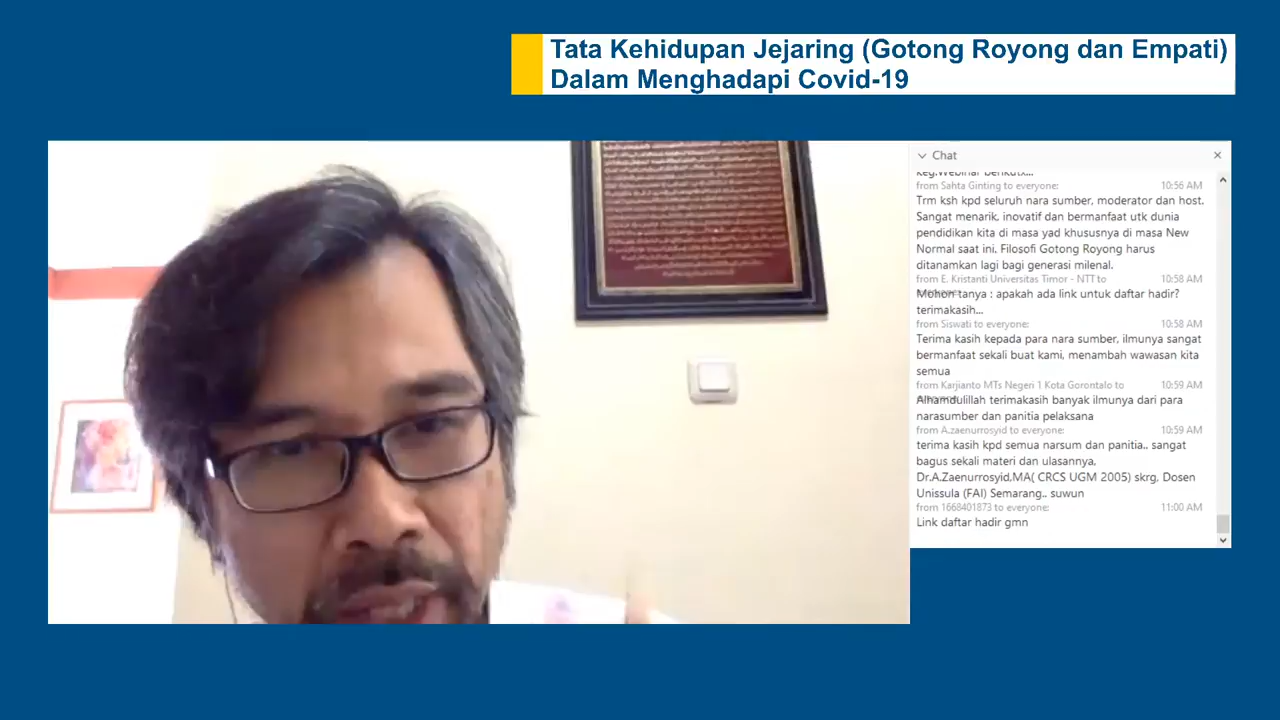 Tata Kehidupan Jejaring (Gotong Royong dan Empati)
Dalam Menghadapi Covid-19
Chat
keg.Webinar berikutx...
from Sahta Ginting to everyone: 10:56 AM
Trm ksh kpd seluruh nara sumber, moderator dan host.
Sangat menarik, inovatif dan bermanfaat utk dunia
pendidikan kita di masa yad khususnya di masa New
Normal saat ini. Filosofi Gotong Royong harus
ditanamkan lagi bagi generasi milenal.
from E. Kristanti Universitas Timor - NTT to 10:58 AM
everyone:
Mohon tanya : apakah ada link untuk daftar hadir?
terimakasih...
from Siswati to everyone: 10:58 AM
Terima kasih kepada para nara sumber, ilmunya sangat
bermanfaat sekali buat kami, menambah wawasan kita
semua
from Karjianto MTs Negeri 1 Kota Gorontalo to 10:59 AM
everyone:
Alhamdulillah terimakasih banyak ilmunya dari para
narasumber dan panitia pelaksana
from A.zaenurrosyid to everyone: 10:59 AM
terima kasih kpd semua narsum dan panitia.. sangat
bagus sekali materi dan ulasannya,
Dr.A.Zaenurrosyid,MA( CRCS UGM 2005) skrg, Dosen
Unissula (FAI) Semarang.. suwun
from 1668401873 to everyone: 11:00 AM
Link daftar hadir gmn